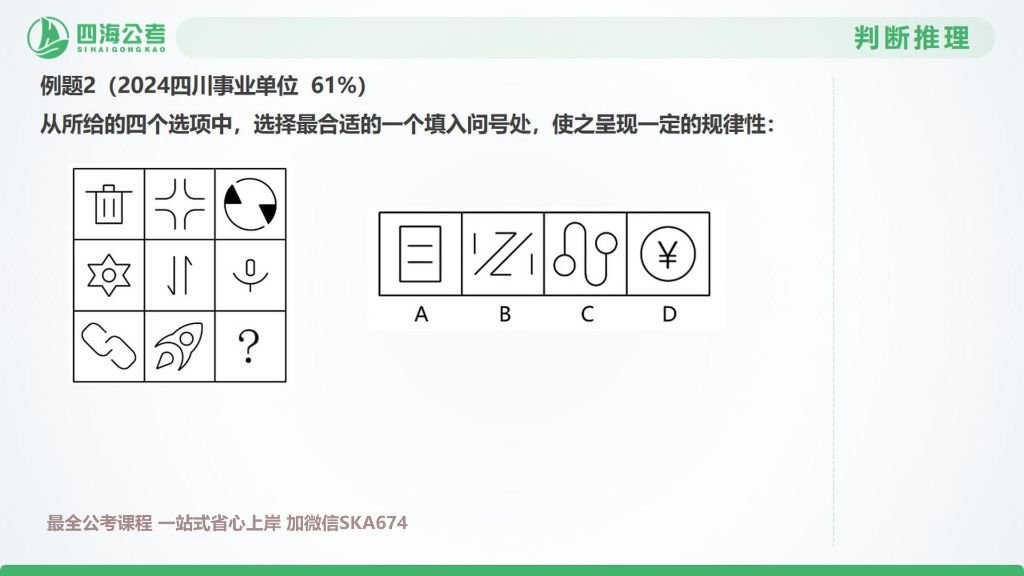 四海公考
SIHAIGONGKAO
判断推理
例题2（2024四川事业单位 61%）
从所给的四个选项中，选择最合适的一个填入问号处，使之呈现一定的规律性：
?
¥
A B C D
最全公考课程 一站式省心上岸 加微信SKA674